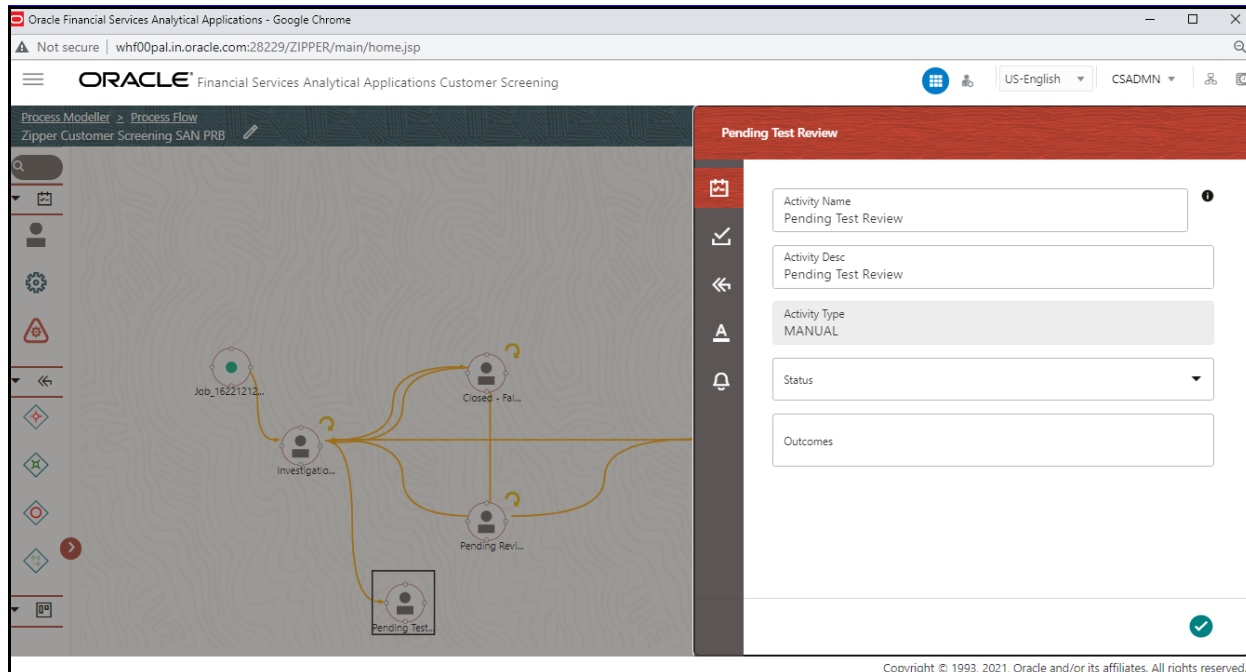 Oracle Financial Services Analytical Applications - Google Chrome
Not secure | whf00pal.in.oracle.com:28229/ZIPPER/main/home.jsp
ORACLE® Financial Services Analytical Applications Customer Screening
US-English
CSADMN
Process Modeller > Process Flow
Zipper Customer Screening SAN PRB
Pending Test Review
Activity Name
Pending Test Review
Activity Desc
Pending Test Review
Activity Type
MANUAL
Status
Outcomes
Job_16221212...
Closed - Fal...
Investigatio...
Pending Revi...
Pending Test...
Copyright © 1993, 2021, Oracle and/or its affiliates. All rights reserved.